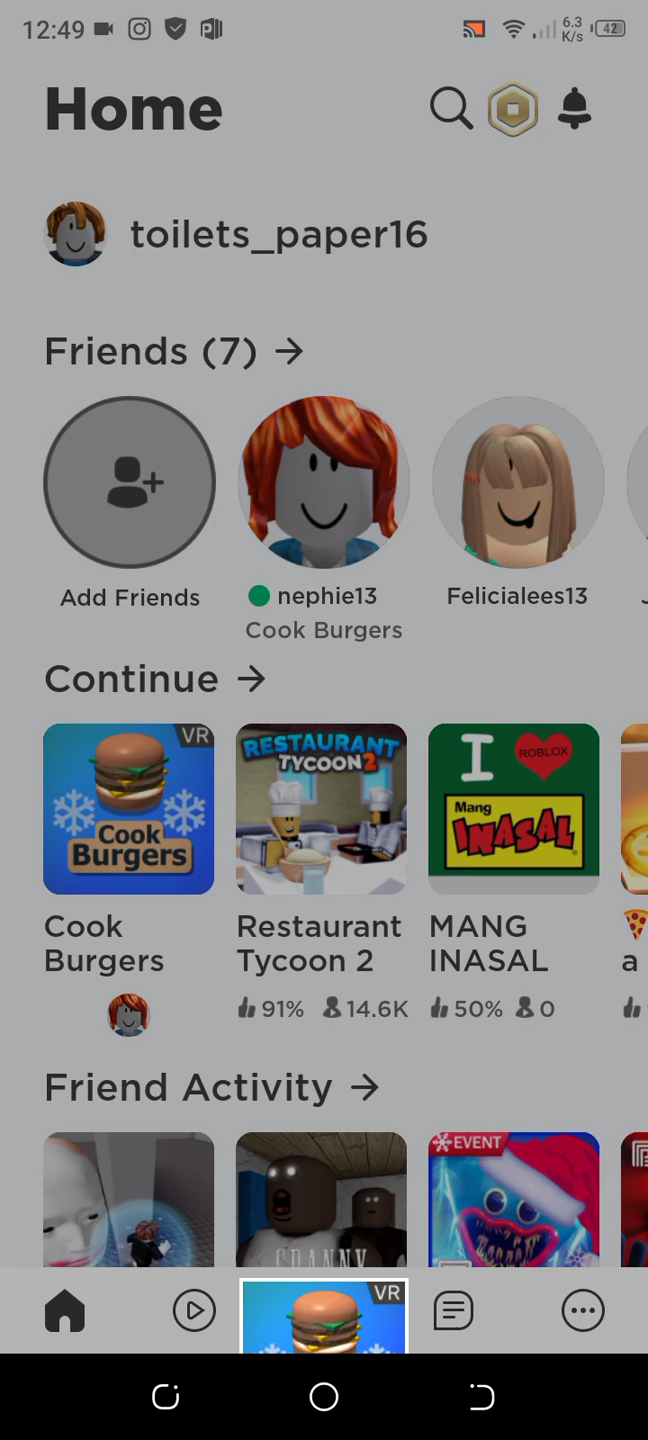 12:49
6.3
K/s
42
Home
toilets_paper16
Friends (7)
Add Friends
nephie13
Cook Burgers
Felicialees13
Continue
VR
Cook
Burgers
RESTAURANT
TYCOON 2
I
ROBLOX
Mang
INASAL
Cook
Burgers
Restaurant
Tycoon 2
91% 14.6K
MANG
INASAL
50% 0
a
Friend Activity
GRANNY
EVENT
VR